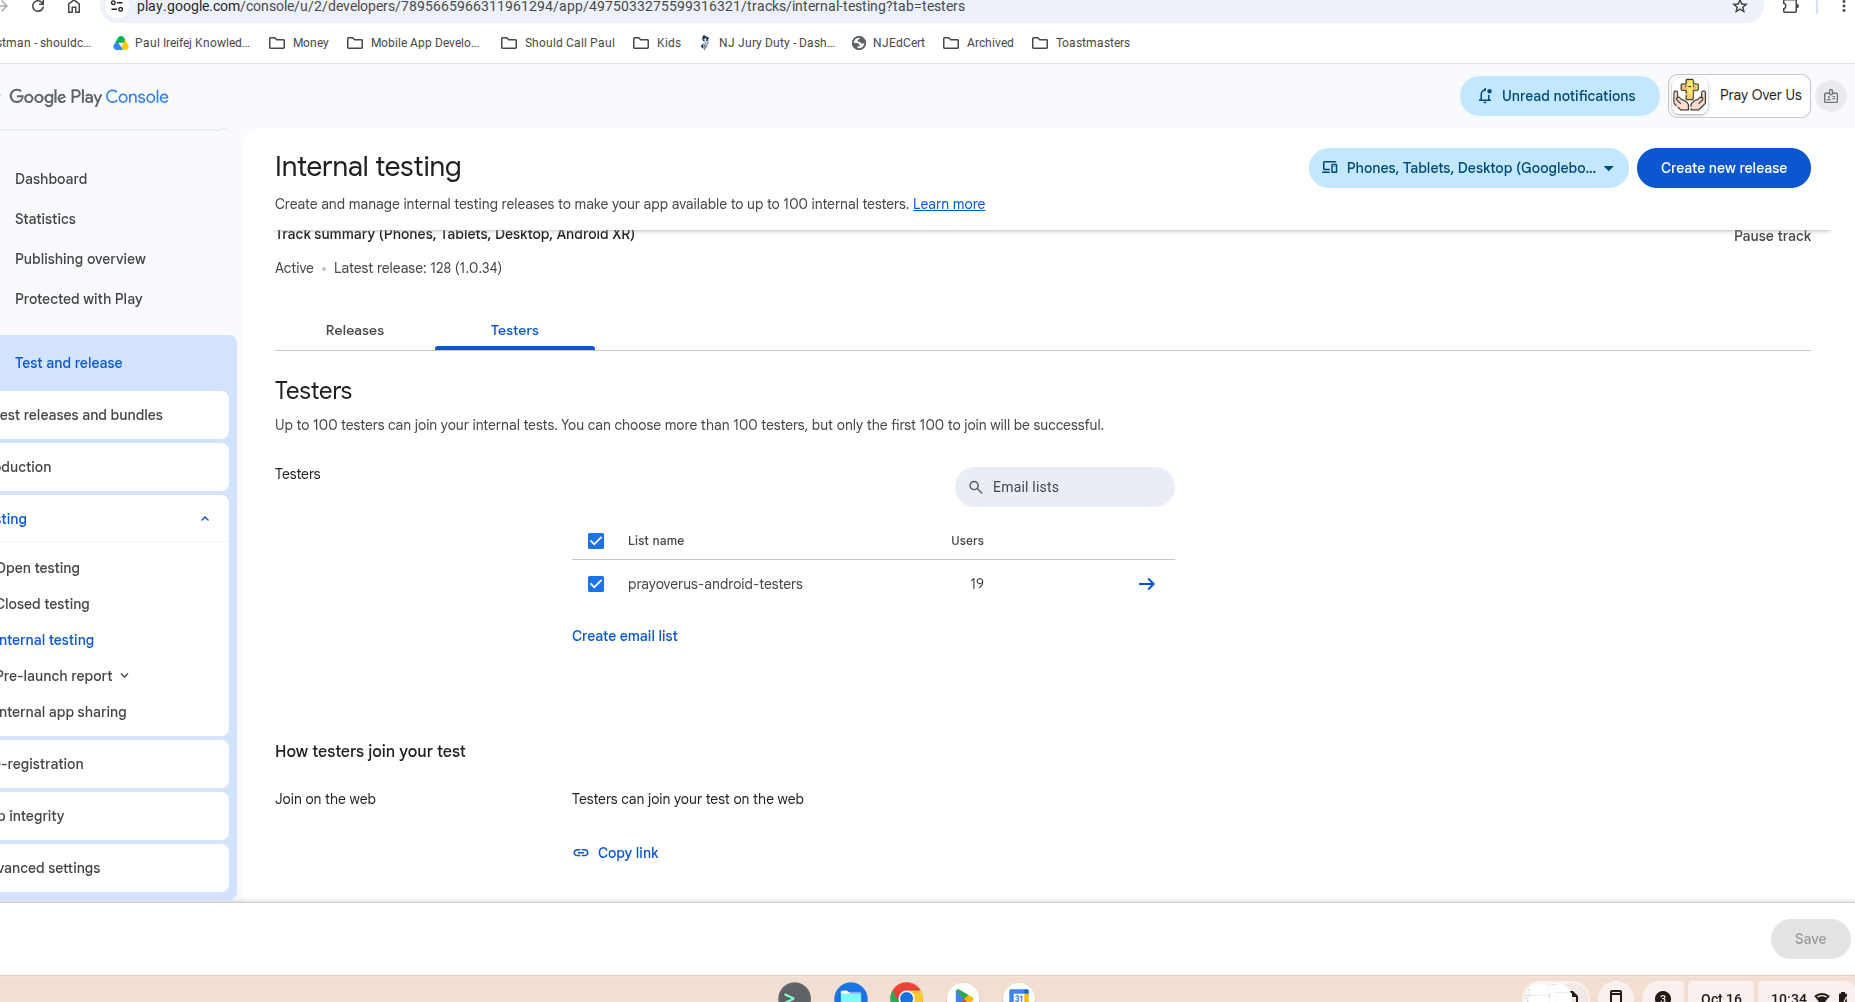 play.google.com/console/u/2/developers/7895665966311961294/app/4975033275599316321/tracks/internal-testing?tab=testers
stman - shouldc... Paul Ireifej Knowled... Money Mobile App Develo... Should Call Paul Kids NJ Jury Duty - Dash... NJEdCert Archived Toastmasters
Google Play Console
Unread notifications
Pray Over Us
Dashboard
Statistics
Publishing overview
Protected with Play
Test and release
est releases and bundles
duction
ting
Open testing
Closed testing
nternal testing
Pre-launch report
nternal app sharing
-registration
p integrity
vanced settings
Internal testing
Phones, Tablets, Desktop (Googlebo...
Create new release
Create and manage internal testing releases to make your app available to up to 100 internal testers. Learn more
Track summary (Phones, Tablets, Desktop, Android XR)
Pause track
Active • Latest release: 128 (1.0.34)
Releases Testers
Testers
Up to 100 testers can join your internal tests. You can choose more than 100 testers, but only the first 100 to join will be successful.
Testers
Email lists
List name Users
prayoverus-android-testers 19
Create email list
How testers join your test
Join on the web Testers can join your test on the web
Copy link
Save
31
3 Oct 16 10:34